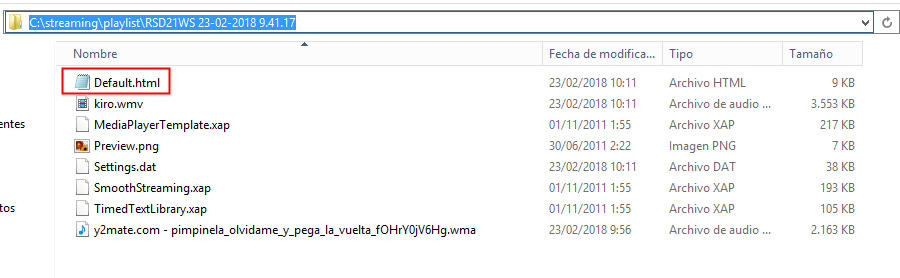 C:\streaming\playlist\RSD21WS 23-02-2018 9.41.17
Nombre Fecha de modifica... Tipo Tamaño
Default.html 23/02/2018 10:11 Archivo HTML 9 KB
kiro.wmv 23/02/2018 10:11 Archivo de audio ... 3.553 KB
entes MediaPlayerTemplate.xap 01/11/2011 1:55 Archivo XAP 217 KB
Preview.png 30/06/2011 2:22 Imagen PNG 7 KB
Settings.dat 23/02/2018 10:11 Archivo DAT 38 KB
SmoothStreaming.xap 01/11/2011 1:55 Archivo XAP 193 KB
tos TimedTextLibrary.xap 01/11/2011 1:55 Archivo XAP 105 KB
y2mate.com - pimpinela_olvidame_y_pega_la_vuelta_fOHrY0jV6Hg.wma 23/02/2018 9:56 Archivo de audio ... 2.163 KB